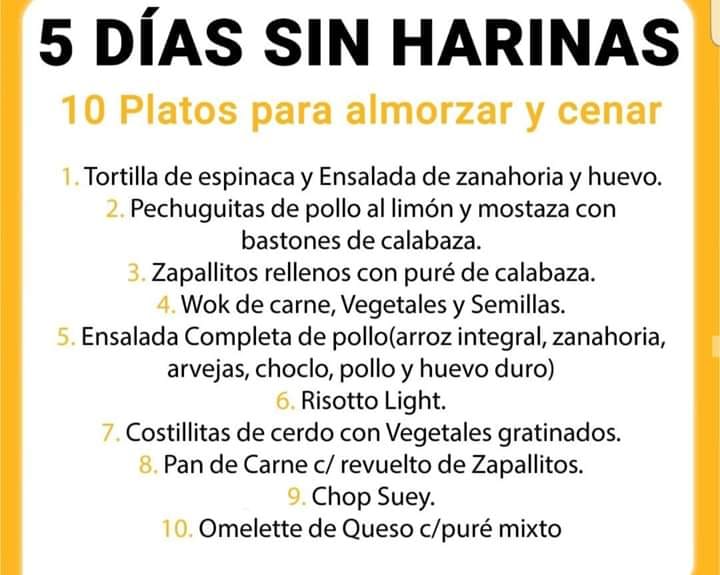 5 DÍAS SIN HARINAS
10 Platos para almorzar y cenar
1. Tortilla de espinaca y Ensalada de zanahoria y huevo.
2. Pechuguitas de pollo al limón y mostaza con
bastones de calabaza.
3. Zapallitos rellenos con puré de calabaza.
4. Wok de carne, Vegetales y Semillas.
5. Ensalada Completa de pollo(arroz integral, zanahoria,
arvejas, choclo, pollo y huevo duro)
6. Risotto Light.
7. Costillitas de cerdo con Vegetales gratinados.
8. Pan de Carne c/ revuelto de Zapallitos.
9. Chop Suey.
10. Omelette de Queso c/puré mixto